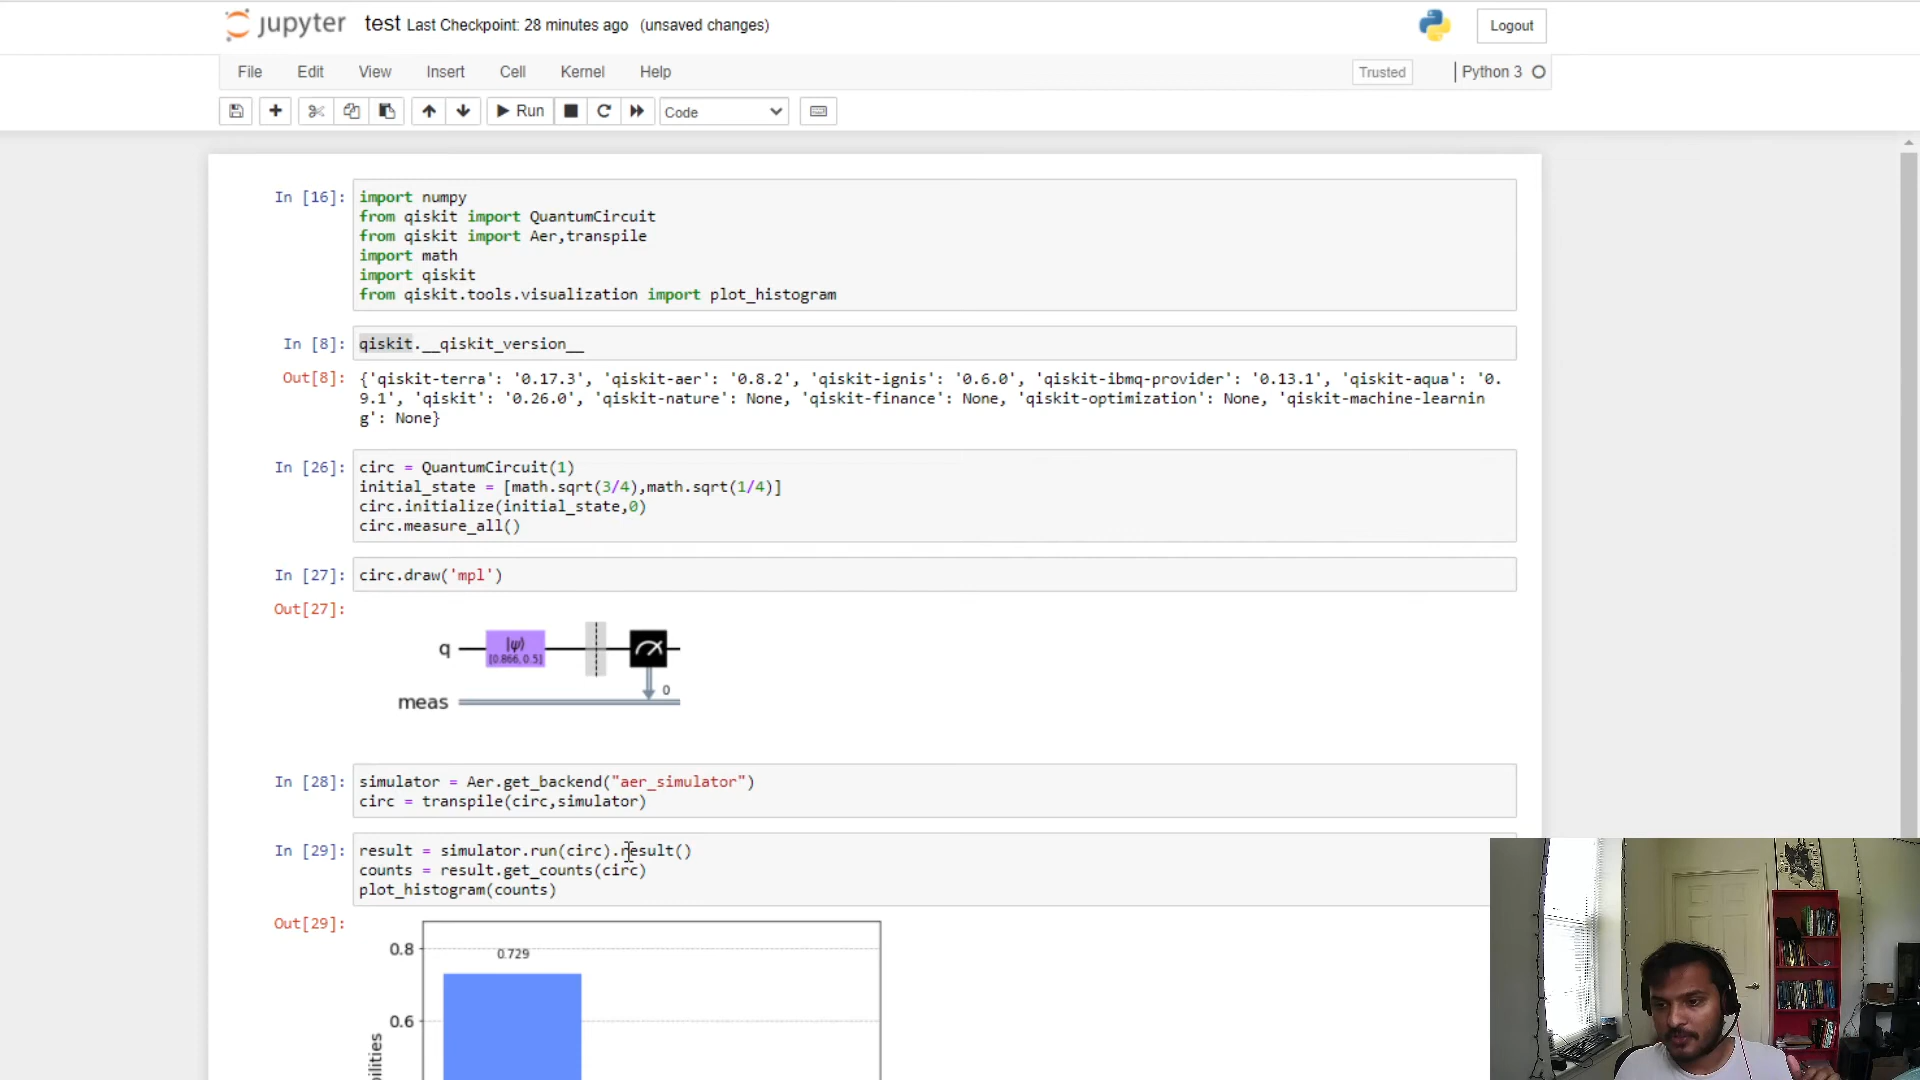 jupyter test Last Checkpoint: 28 minutes ago (unsaved changes) Logout
File Edit View Insert Cell Kernel Help Trusted Python 3
Run Code
In [16]: import numpy
from qiskit import QuantumCircuit
from qiskit import Aer,transpile
import math
import qiskit
from qiskit.tools.visualization import plot_histogram
In [8]: qiskit.__qiskit_version__
Out[8]: {'qiskit-terra': '0.17.3', 'qiskit-aer': '0.8.2', 'qiskit-ignis': '0.6.0', 'qiskit-ibmq-provider': '0.13.1', 'qiskit-aqua': '0.
9.1', 'qiskit': '0.26.0', 'qiskit-nature': None, 'qiskit-finance': None, 'qiskit-optimization': None, 'qiskit-machine-learnin
g': None}
In [26]: circ = QuantumCircuit(1)
initial_state = [math.sqrt(3/4),math.sqrt(1/4)]
circ.initialize(initial_state,0)
circ.measure_all()
In [27]: circ.draw('mpl')
Out[27]:
q |ψ⟩
[0.866, 0.5]
0
meas
In [28]: simulator = Aer.get_backend("aer_simulator")
circ = transpile(circ,simulator)
In [29]: result = simulator.run(circ).result()
counts = result.get_counts(circ)
plot_histogram(counts)
Out[29]:
0.8 0.729
0.6
bilities